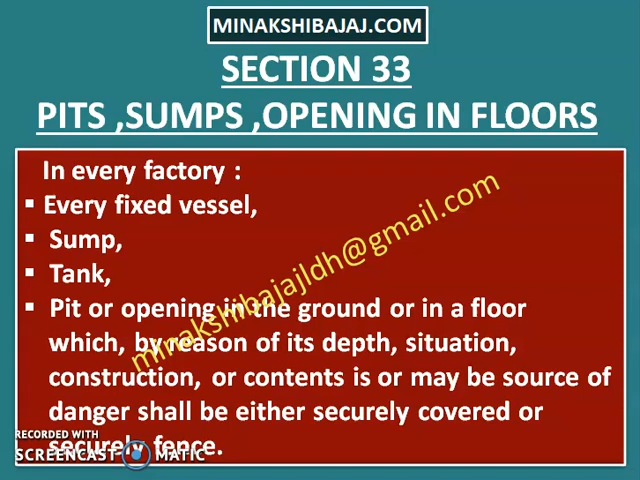 MINAKSHIBAJAJ.COM
SECTION 33
PITS ,SUMPS ,OPENING IN FLOORS
In every factory :
▪ Every fixed vessel,
▪ Sump,
▪ Tank,
▪ Pit or opening in the ground or in a floor
which, by reason of its depth, situation,
construction, or contents is or may be source of
danger shall be either securely covered or
securely fence.
minakshibajajldh@gmail.com
RECORDED WITH
SCREENCAST MATIC